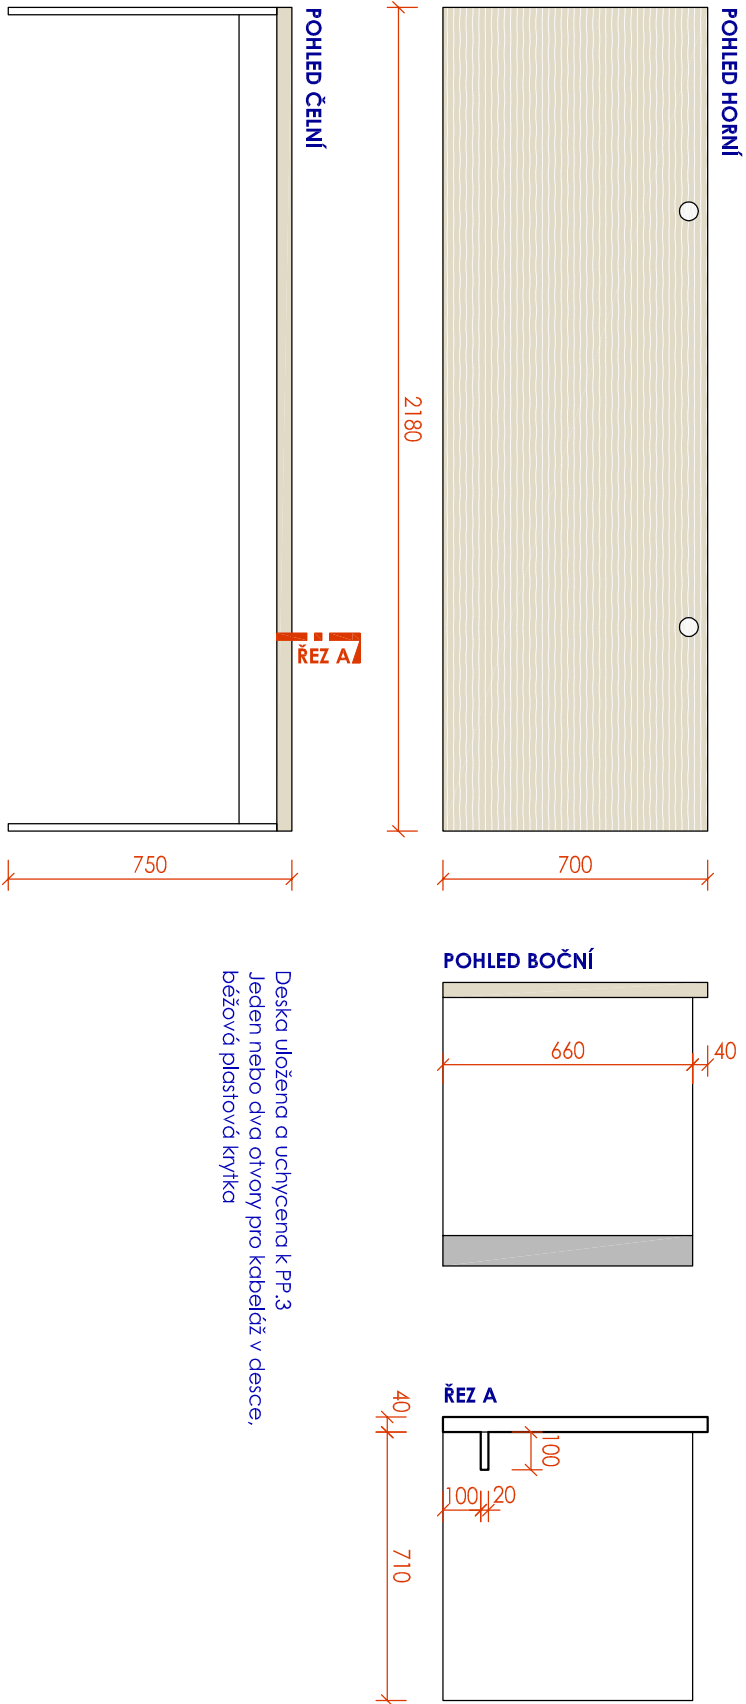 POHLED HORNÍ
2180
700
POHLED ČELNÍ
ŘEZ A
750
POHLED BOČNÍ
660
40
Deska uložena a uchycena k PP.3
Jeden nebo dva otvory pro kabeláž v desce,
béžová plastová krytka
ŘEZ A
40
100
100
20
710